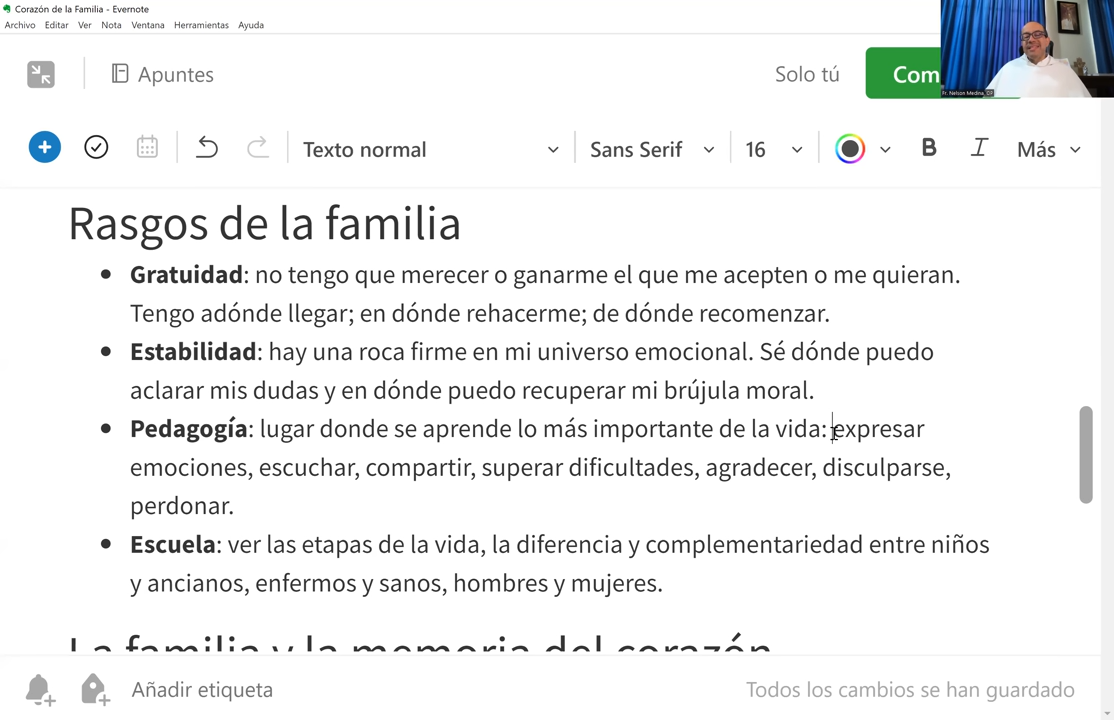 Corazón de la Familia - Evernote
Archivo Editar Ver Nota Ventana Herramientas Ayuda
Apuntes
Solo tú
Com
Fr. Nelson Medina, OP
Texto normal
Sans Serif
16
B
I
Más
Rasgos de la familia
Gratuidad: no tengo que merecer o ganarme el que me acepten o me quieran.
Tengo adónde llegar; en dónde rehacerme; de dónde recomenzar.
Estabilidad: hay una roca firme en mi universo emocional. Sé dónde puedo
aclarar mis dudas y en dónde puedo recuperar mi brújula moral.
Pedagogía: lugar donde se aprende lo más importante de la vida: expresar
emociones, escuchar, compartir, superar dificultades, agradecer, disculparse,
perdonar.
Escuela: ver las etapas de la vida, la diferencia y complementariedad entre niños
y ancianos, enfermos y sanos, hombres y mujeres.
La familia y la memoria del corazón
Añadir etiqueta
Todos los cambios se han guardado